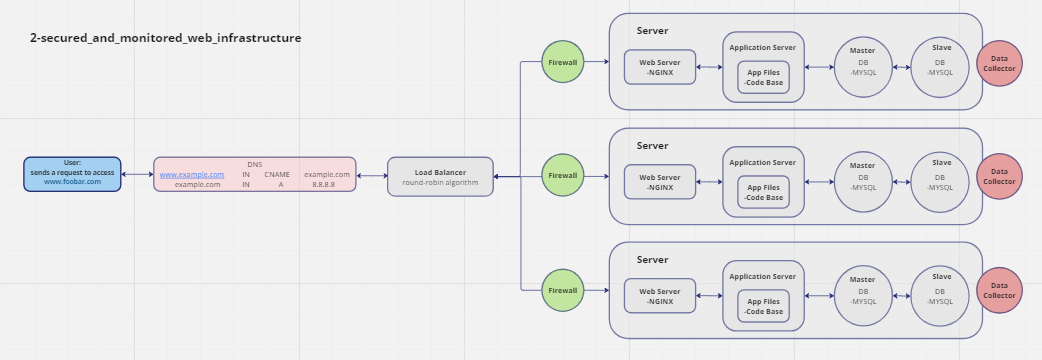 2-secured_and_monitored_web_infrastructure
User:
sends a request to access
www.foobar.com
DNS
www.example.com IN CNAME example.com
example.com IN A 8.8.8.8
Load Balancer
round-robin algorithm
Firewall
Server
Web Server
-NGINX
Application Server
App Files
-Code Base
Master
DB
-MYSQL
Slave
DB
-MYSQL
Data
Collector
Firewall
Server
Web Server
-NGINX
Application Server
App Files
-Code Base
Master
DB
-MYSQL
Slave
DB
-MYSQL
Data
Collector
Firewall
Server
Web Server
-NGINX
Application Server
App Files
-Code Base
Master
DB
-MYSQL
Slave
DB
-MYSQL
Data
Collector